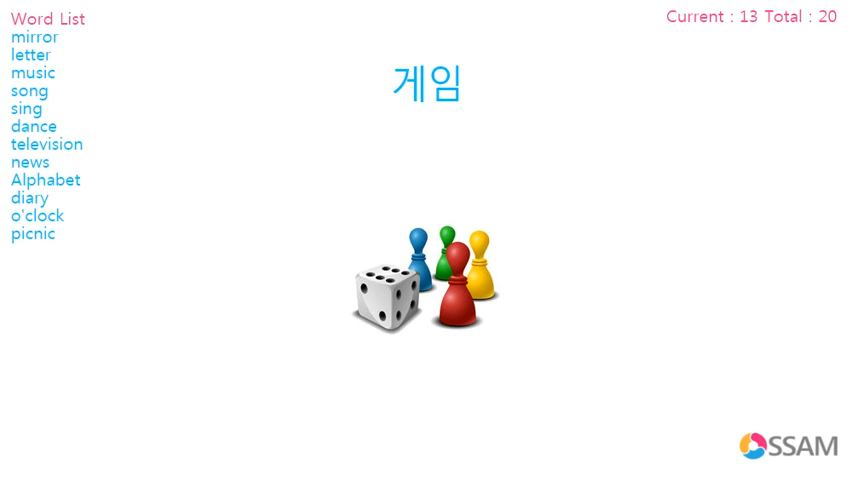 Word List
mirror
letter
music
song
sing
dance
television
news
Alphabet
diary
o'clock
picnic
Current : 13 Total : 20
게임
SSAM